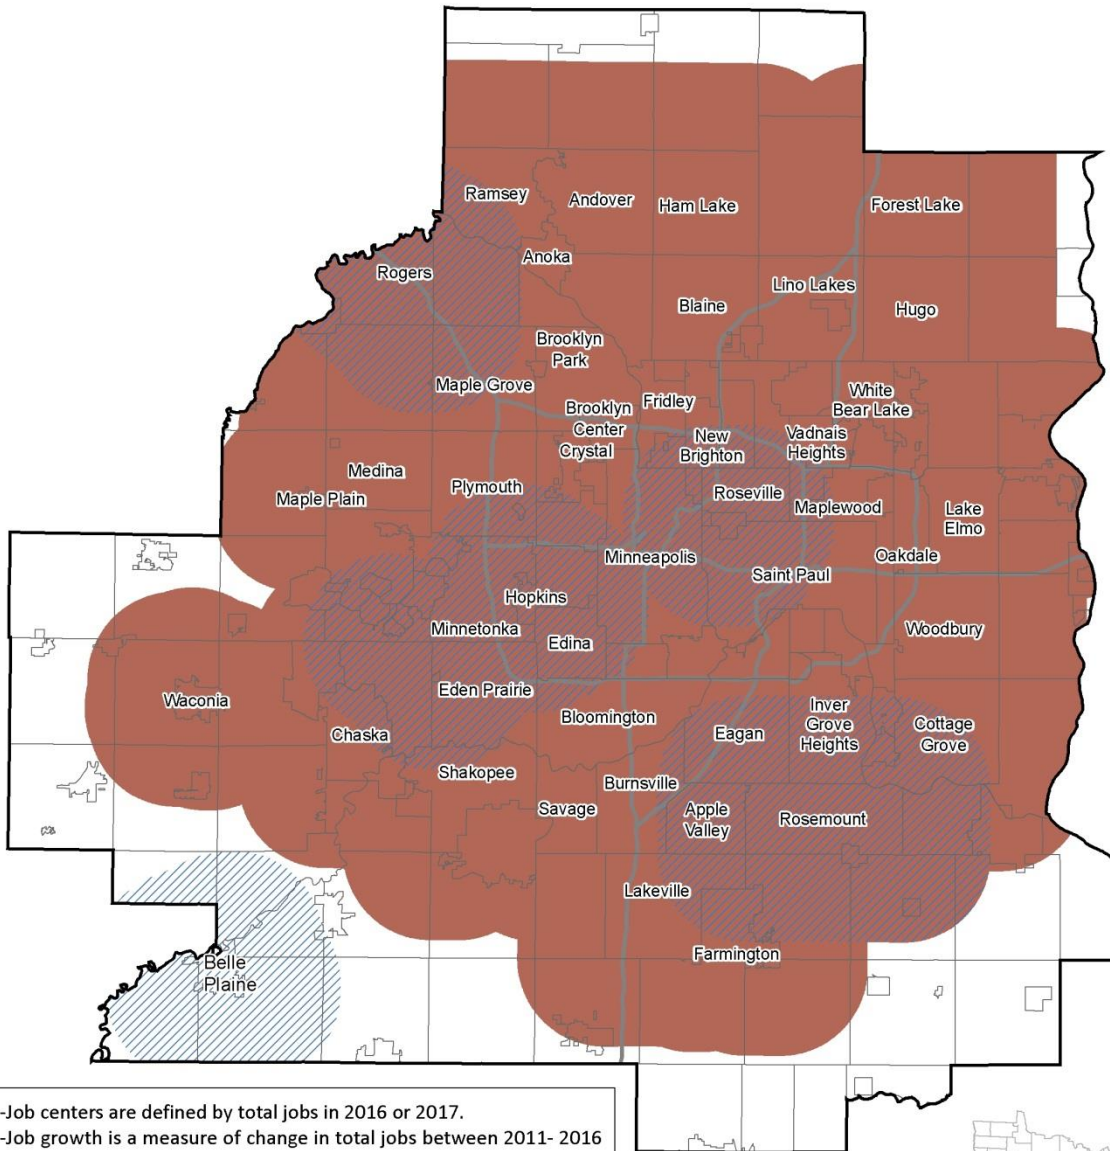 Ramsey
Andover
Ham Lake
Forest Lake
Anoka
Rogers
Lino Lakes
Blaine
Hugo
Brooklyn
Park
Maple Grove
White
Bear Lake
Fridley
Brooklyn
Center
Crystal
New
Brighton
Vadnais
Heights
Medina
Maple Plain
Plymouth
Roseville
Maplewood
Lake
Elmo
Minneapolis
Oakdale
Saint Paul
Hopkins
Minnetonka
Edina
Woodbury
Eden Prairie
Waconia
Bloomington
Chaska
Eagan
Inver
Grove
Heights
Cottage
Grove
Shakopee
Burnsville
Savage
Apple
Valley
Rosemount
Lakeville
Farmington
Belle
Plaine
-Job centers are defined by total jobs in 2016 or 2017.
-Job growth is a measure of change in total jobs between 2011- 2016